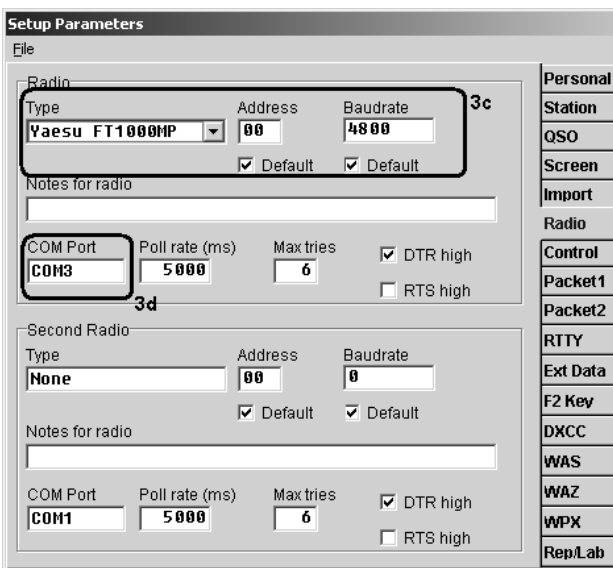 Setup Parameters
File
Radio
Type Address Baudrate 3c
Yaesu FT1000MP 00 4800
Default Default
Notes for radio
COM Port Poll rate (ms) Max tries DTR high
COM3 5000 6
RTS high
3d
Second Radio
Type Address Baudrate
None 00 0
Default Default
Notes for radio
COM Port Poll rate (ms) Max tries DTR high
COM1 5000 6
RTS high
Personal
Station
QSO
Screen
Import
Radio
Control
Packet1
Packet2
RTTY
Ext Data
F2 Key
DXCC
WAS
WAZ
WPX
Rep/Lab